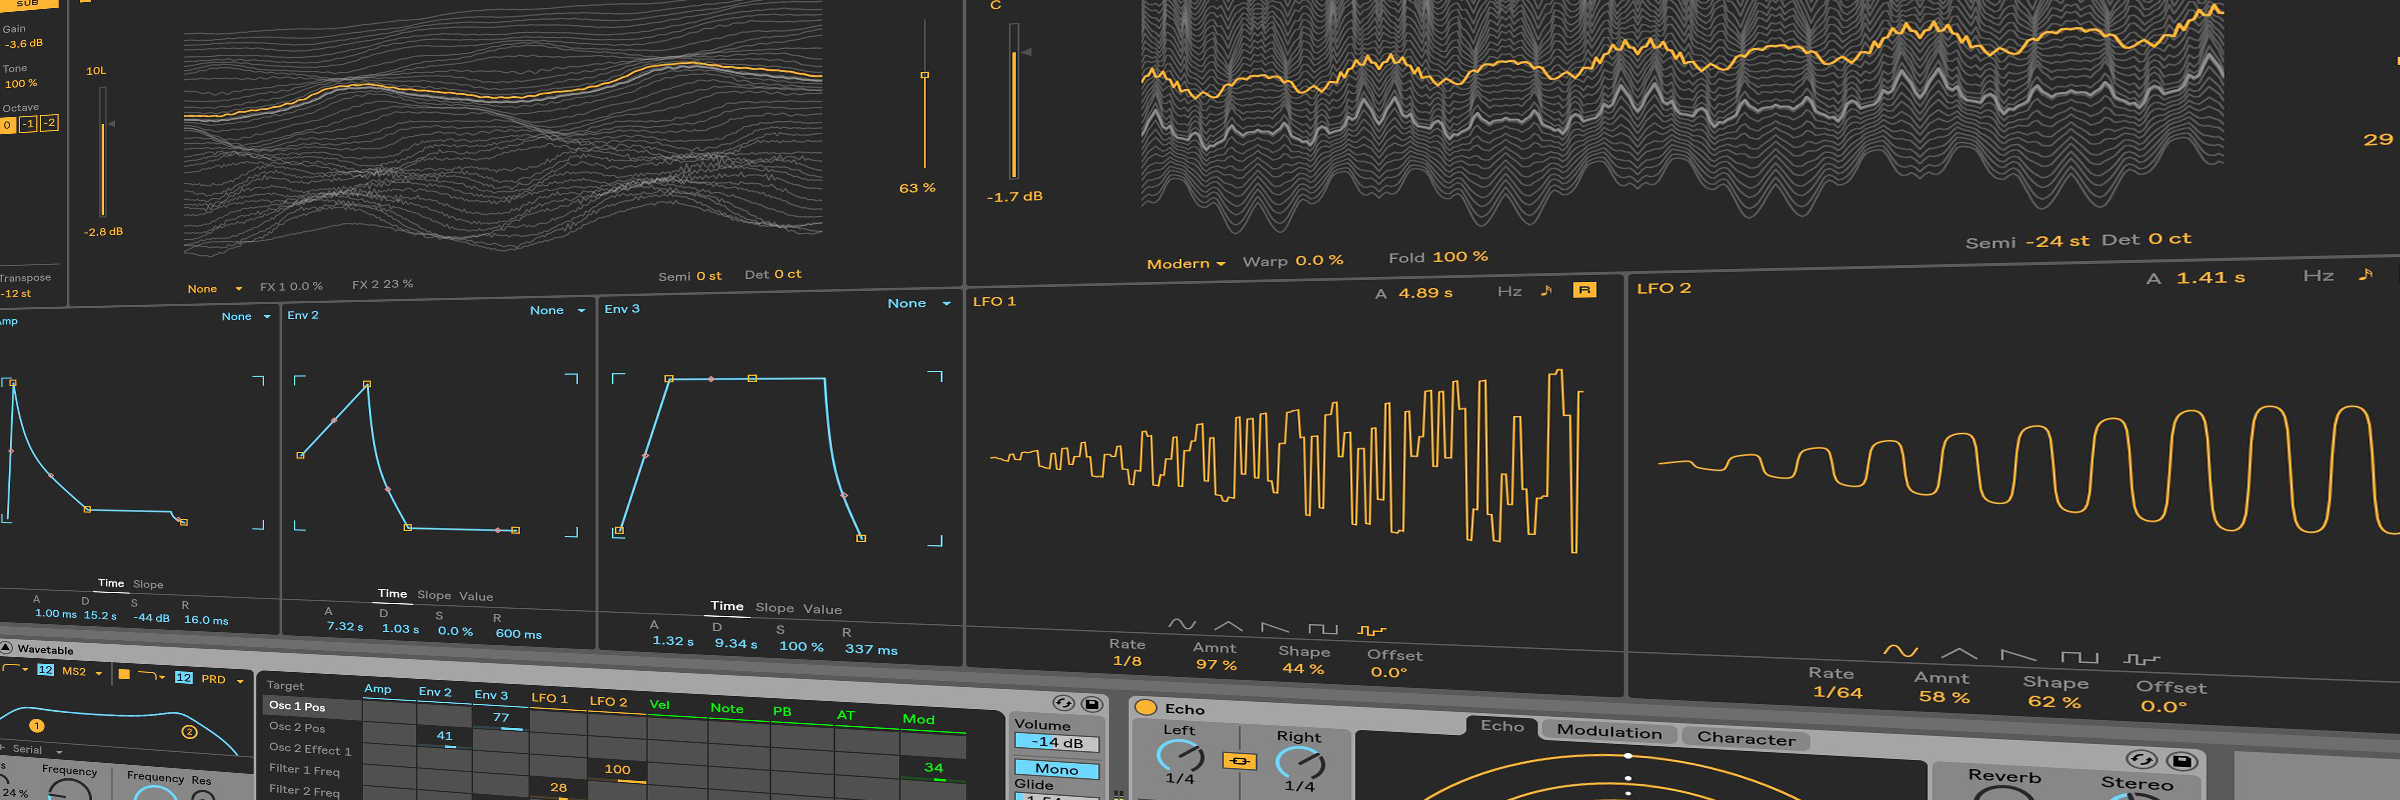 SUB
Gain
-3.6 dB
Tone
100 %
Octave
0 -1 -2
Transpose
-12 st
10L
-2.8 dB
None FX 1 0.0 % FX 2 23 %
Semi 0 st Det 0 ct
63 %
C
-1.7 dB
Modern Warp 0.0 % Fold 100 %
Semi -24 st Det 0 ct
29
Amp None
Time Slope
A D S R
1.00 ms 15.2 s -44 dB 16.0 ms
Env 2 None
Time Slope Value
A D S R
7.32 s 1.03 s 0.0 % 600 ms
Env 3 None
Time Slope Value
A D S R
1.32 s 9.34 s 100 % 337 ms
LFO 1 A 4.89 s Hz R
Rate Amnt Shape Offset
1/8 97 % 44 % 0.0°
LFO 2 A 1.41 s Hz
Rate Amnt Shape Offset
1/64 58 % 62 % 0.0°
Wavetable
12 MS2 12 PRD
1 2
Serial
Frequency Frequency Res
24 %
Target Amp Env 2 Env 3 LFO 1 LFO 2 Vel Note PB AT Mod
Osc 1 Pos 77
Osc 2 Pos 41
Osc 2 Effect 1
Filter 1 Freq 100 34
Filter 2 Freq 28
Volume
-14 dB
Mono
Glide
Echo
Left Right
1/4 1/4
Echo Modulation Character
Reverb Stereo